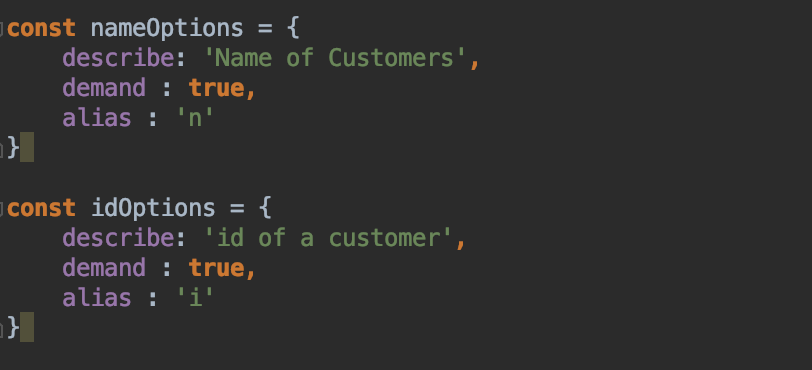 const nameOptions = {
    describe: 'Name of Customers',
    demand : true,
    alias : 'n'
}
const idOptions = {
    describe: 'id of a customer',
    demand : true,
    alias : 'i'
}